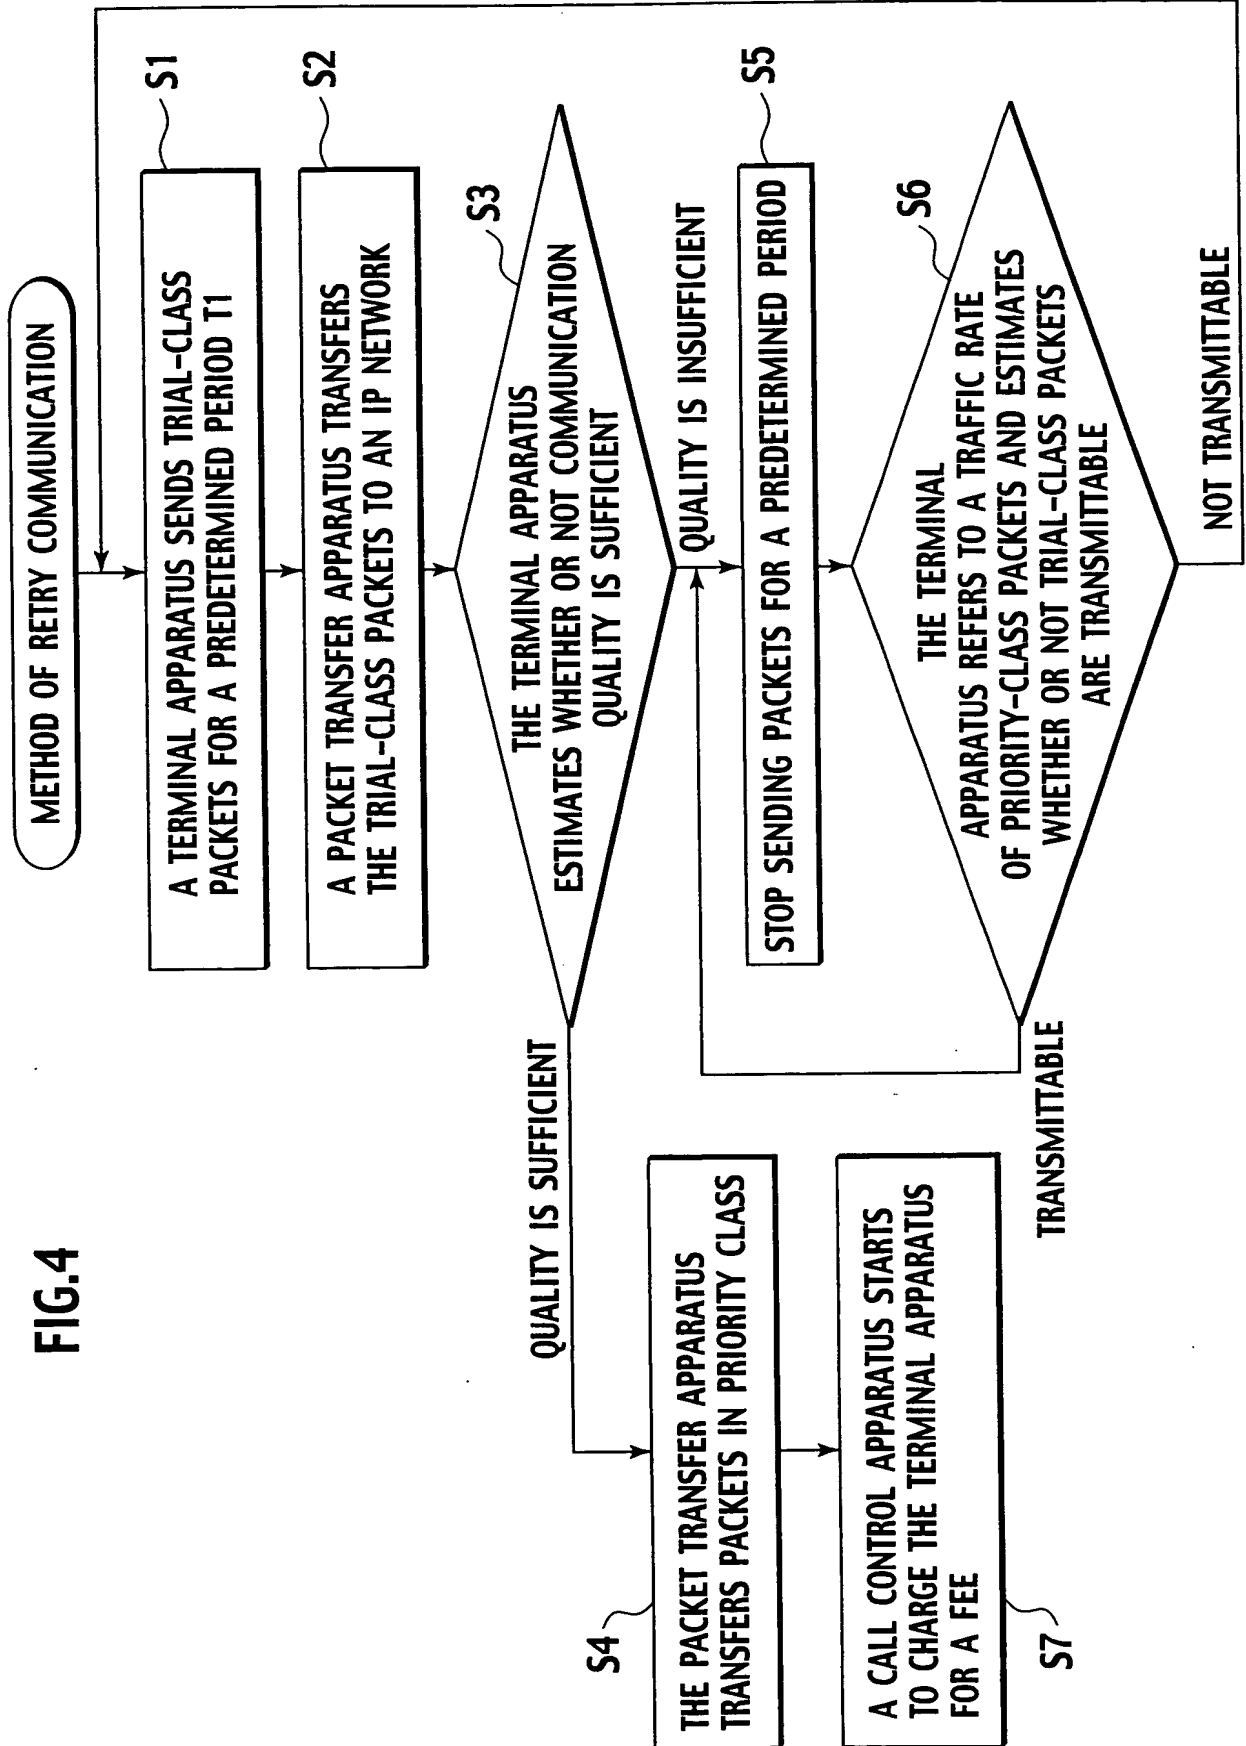 FIG.4
METHOD OF RETRY COMMUNICATION
S1
A TERMINAL APPARATUS SENDS TRIAL-CLASS
PACKETS FOR A PREDETERMINED PERIOD T1
S2
A PACKET TRANSFER APPARATUS TRANSFERS
THE TRIAL-CLASS PACKETS TO AN IP NETWORK
S3
THE TERMINAL APPARATUS
ESTIMATES WHETHER OR NOT COMMUNICATION
QUALITY IS SUFFICIENT
QUALITY IS SUFFICIENT
QUALITY IS INSUFFICIENT
S4
THE PACKET TRANSFER APPARATUS
TRANSFERS PACKETS IN PRIORITY CLASS
S5
STOP SENDING PACKETS FOR A PREDETERMINED PERIOD
S6
THE TERMINAL
APPARATUS REFERS TO A TRAFFIC RATE
OF PRIORITY-CLASS PACKETS AND ESTIMATES
WHETHER OR NOT TRIAL-CLASS PACKETS
ARE TRANSMITTABLE
TRANSMITTABLE
NOT TRANSMITTABLE
A CALL CONTROL APPARATUS STARTS
TO CHARGE THE TERMINAL APPARATUS
FOR A FEE
S7